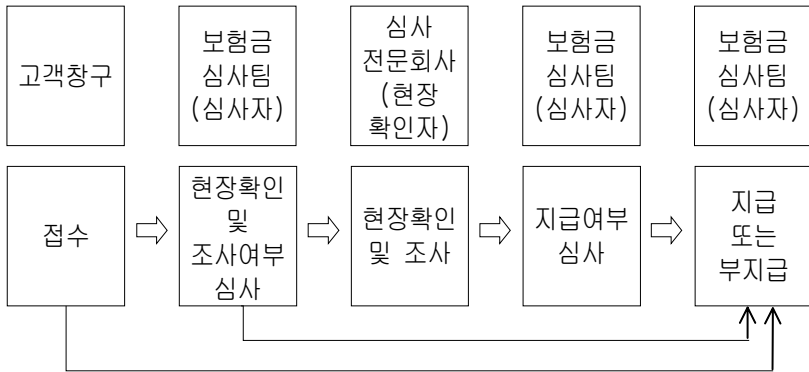 고객창구
보험금
심사팀
(심사자)
심사
전문회사
(현장
확인자)
보험금
심사팀
(심사자)
보험금
심사팀
(심사자)
접수
현장확인
및
조사여부
심사
현장확인
및 조사
지급여부
심사
지급
또는
부지급